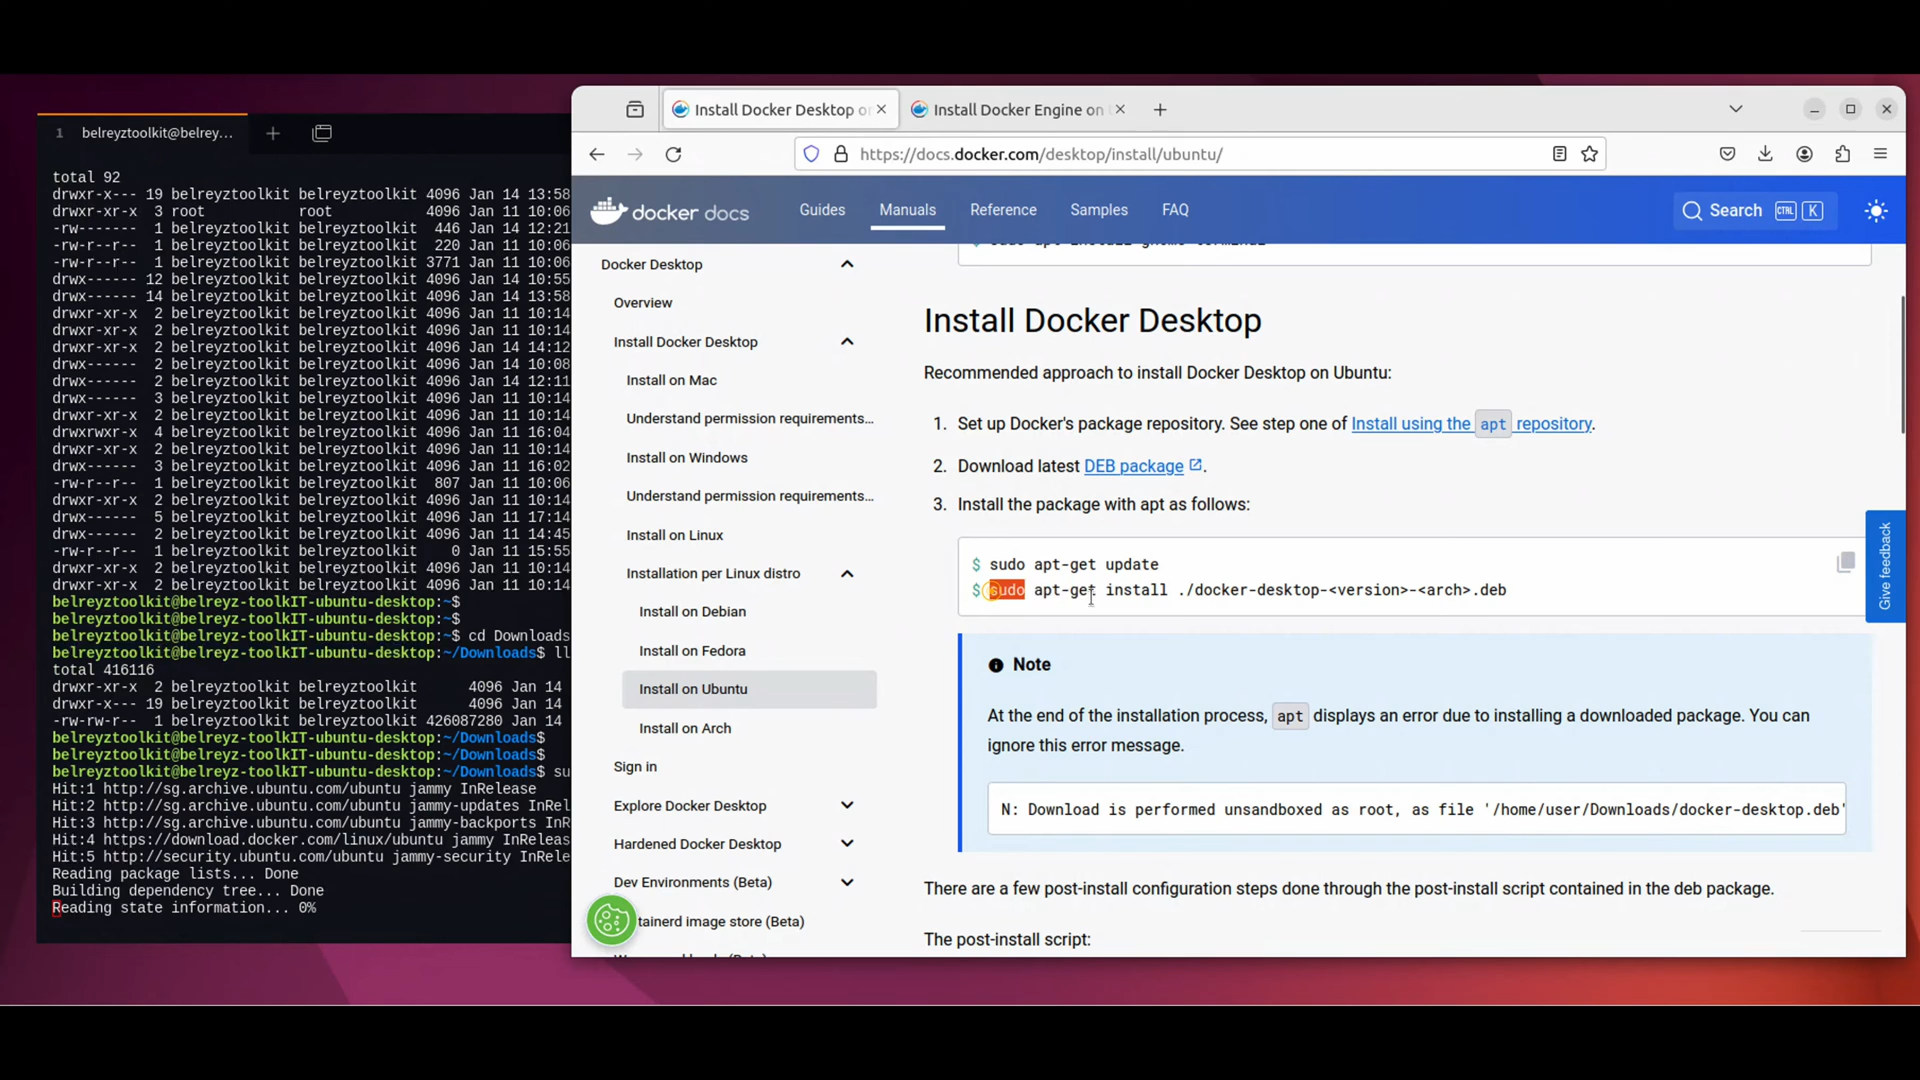 1 belreyztoolkit@belrey...
total 92
drwxr-x--- 19 belreyztoolkit belreyztoolkit 4096 Jan 14 13:58
drwxr-xr-x 3 root root 4096 Jan 11 10:06
-rw------- 1 belreyztoolkit belreyztoolkit 446 Jan 14 12:21
-rw-r--r-- 1 belreyztoolkit belreyztoolkit 220 Jan 11 10:06
-rw-r--r-- 1 belreyztoolkit belreyztoolkit 3771 Jan 11 10:06
drwx------ 12 belreyztoolkit belreyztoolkit 4096 Jan 14 10:55
drwx------ 14 belreyztoolkit belreyztoolkit 4096 Jan 14 13:58
drwxr-xr-x 2 belreyztoolkit belreyztoolkit 4096 Jan 11 10:14
drwxr-xr-x 2 belreyztoolkit belreyztoolkit 4096 Jan 11 10:14
drwxr-xr-x 2 belreyztoolkit belreyztoolkit 4096 Jan 14 14:12
drwx------ 2 belreyztoolkit belreyztoolkit 4096 Jan 14 10:08
drwx------ 2 belreyztoolkit belreyztoolkit 4096 Jan 14 12:11
drwx------ 3 belreyztoolkit belreyztoolkit 4096 Jan 11 10:14
drwxr-xr-x 2 belreyztoolkit belreyztoolkit 4096 Jan 11 10:14
drwxrwxr-x 4 belreyztoolkit belreyztoolkit 4096 Jan 11 16:04
drwxr-xr-x 2 belreyztoolkit belreyztoolkit 4096 Jan 11 10:14
drwxr-xr-x 3 belreyztoolkit belreyztoolkit 4096 Jan 11 16:02
-rw-r--r-- 1 belreyztoolkit belreyztoolkit 807 Jan 11 10:06
drwxr-xr-x 2 belreyztoolkit belreyztoolkit 4096 Jan 11 10:14
drwx------ 5 belreyztoolkit belreyztoolkit 4096 Jan 11 17:14
drwx------ 2 belreyztoolkit belreyztoolkit 4096 Jan 11 14:45
-rw-r--r-- 1 belreyztoolkit belreyztoolkit 0 Jan 11 15:55
drwxr-xr-x 2 belreyztoolkit belreyztoolkit 4096 Jan 11 10:14
drwxr-xr-x 2 belreyztoolkit belreyztoolkit 4096 Jan 11 10:14
belreyztoolkit@belreyz-toolkIT-ubuntu-desktop:~$
belreyztoolkit@belreyz-toolkIT-ubuntu-desktop:~$
belreyztoolkit@belreyz-toolkIT-ubuntu-desktop:~$ cd Downloads
belreyztoolkit@belreyz-toolkIT-ubuntu-desktop:~/Downloads$ ll
total 416116
drwxr-xr-x 2 belreyztoolkit belreyztoolkit 4096 Jan 14
drwxr-x--- 19 belreyztoolkit belreyztoolkit 4096 Jan 14
-rw-rw-r-- 1 belreyztoolkit belreyztoolkit 426087280 Jan 14
belreyztoolkit@belreyz-toolkIT-ubuntu-desktop:~/Downloads$
belreyztoolkit@belreyz-toolkIT-ubuntu-desktop:~/Downloads$
belreyztoolkit@belreyz-toolkIT-ubuntu-desktop:~/Downloads$ su
Hit:1 http://sg.archive.ubuntu.com/ubuntu jammy InRelease
Hit:2 http://sg.archive.ubuntu.com/ubuntu jammy-updates InRel
Hit:3 http://sg.archive.ubuntu.com/ubuntu jammy-backports InR
Hit:4 https://download.docker.com/linux/ubuntu jammy InReleas
Hit:5 http://security.ubuntu.com/ubuntu jammy-security InRele
Reading package lists... Done
Building dependency tree... Done
Reading state information... 0%
Install Docker Desktop o
Install Docker Engine on
https://docs.docker.com/desktop/install/ubuntu/
docker docs
Guides
Manuals
Reference
Samples
FAQ
Search CTRL K
Docker Desktop
Overview
Install Docker Desktop
Install on Mac
Understand permission requirements...
Install on Windows
Understand permission requirements...
Install on Linux
Installation per Linux distro
Install on Debian
Install on Fedora
Install on Ubuntu
Install on Arch
Sign in
Explore Docker Desktop
Hardened Docker Desktop
Dev Environments (Beta)
tainerd image store (Beta)
Install Docker Desktop
Recommended approach to install Docker Desktop on Ubuntu:
1. Set up Docker's package repository. See step one of Install using the apt repository.
2. Download latest DEB package.
3. Install the package with apt as follows:
$ sudo apt-get update
$ sudo apt-get install ./docker-desktop-<version>-<arch>.deb
Note
At the end of the installation process, apt displays an error due to installing a downloaded package. You can
ignore this error message.
N: Download is performed unsandboxed as root, as file '/home/user/Downloads/docker-desktop.deb'
There are a few post-install configuration steps done through the post-install script contained in the deb package.
The post-install script:
Give feedback